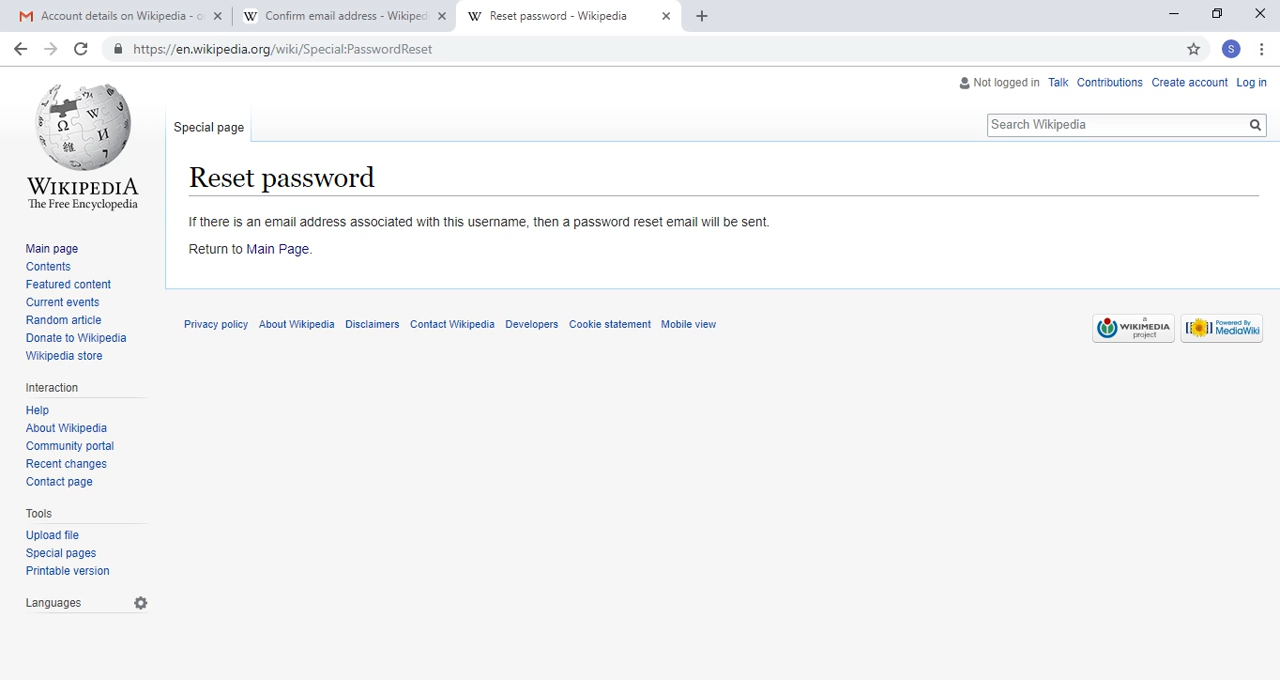 Account details on Wikipedia - o
Confirm email address - Wikiped
Reset password - Wikipedia
https://en.wikipedia.org/wiki/Special:PasswordReset
S
Not logged in Talk Contributions Create account Log in
Special page
Search Wikipedia
WIKIPEDIA
The Free Encyclopedia
Reset password
If there is an email address associated with this username, then a password reset email will be sent.
Return to Main Page.
Main page
Contents
Featured content
Current events
Random article
Donate to Wikipedia
Wikipedia store
Interaction
Help
About Wikipedia
Community portal
Recent changes
Contact page
Tools
Upload file
Special pages
Printable version
Languages
Privacy policy About Wikipedia Disclaimers Contact Wikipedia Developers Cookie statement Mobile view
a
WIKIMEDIA
project
Powered By
MediaWiki